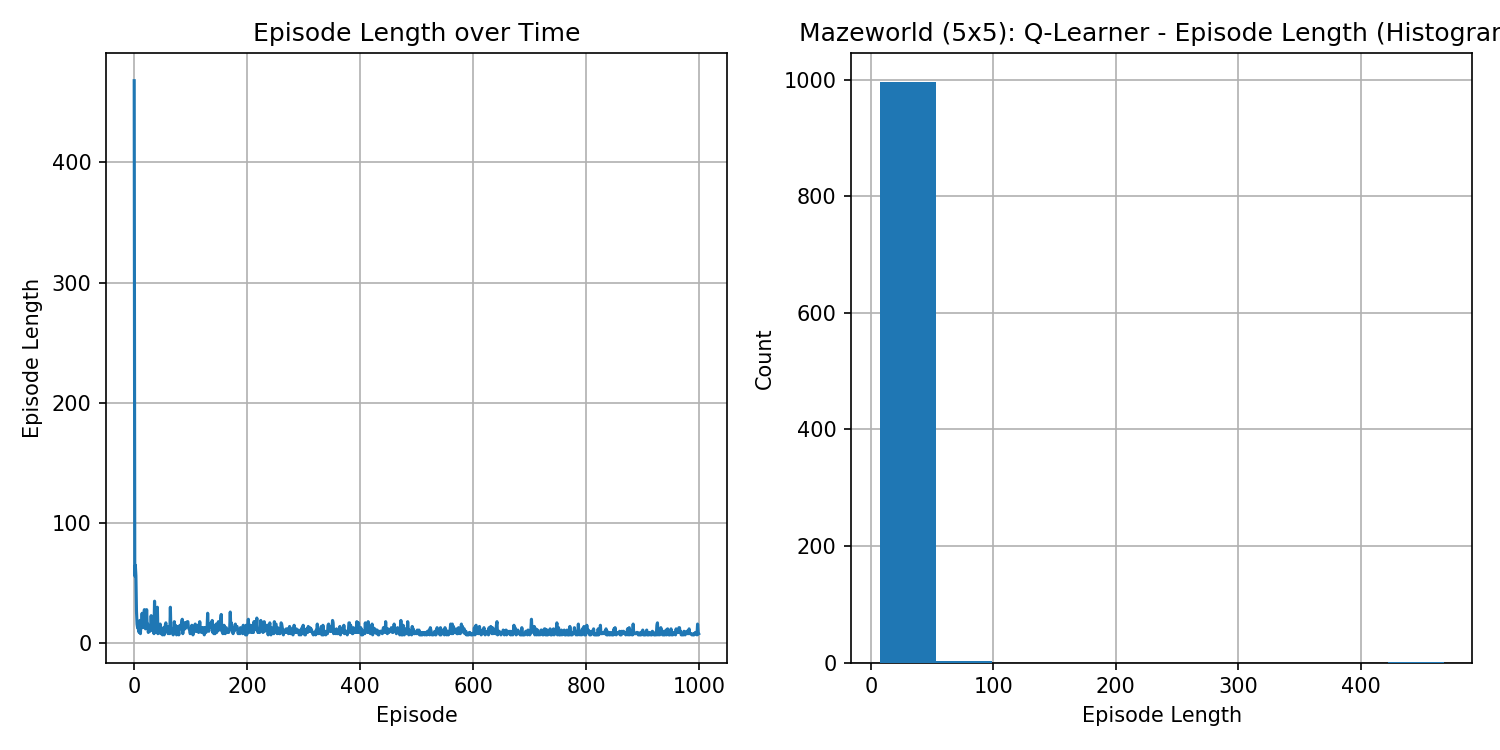 Episode Length over Time
Episode Length
400
300
200
100
0
0 200 400 600 800 1000
Episode
Mazeworld (5x5): Q-Learner - Episode Length (Histogram
Count
1000
800
600
400
200
0
0 100 200 300 400
Episode Length